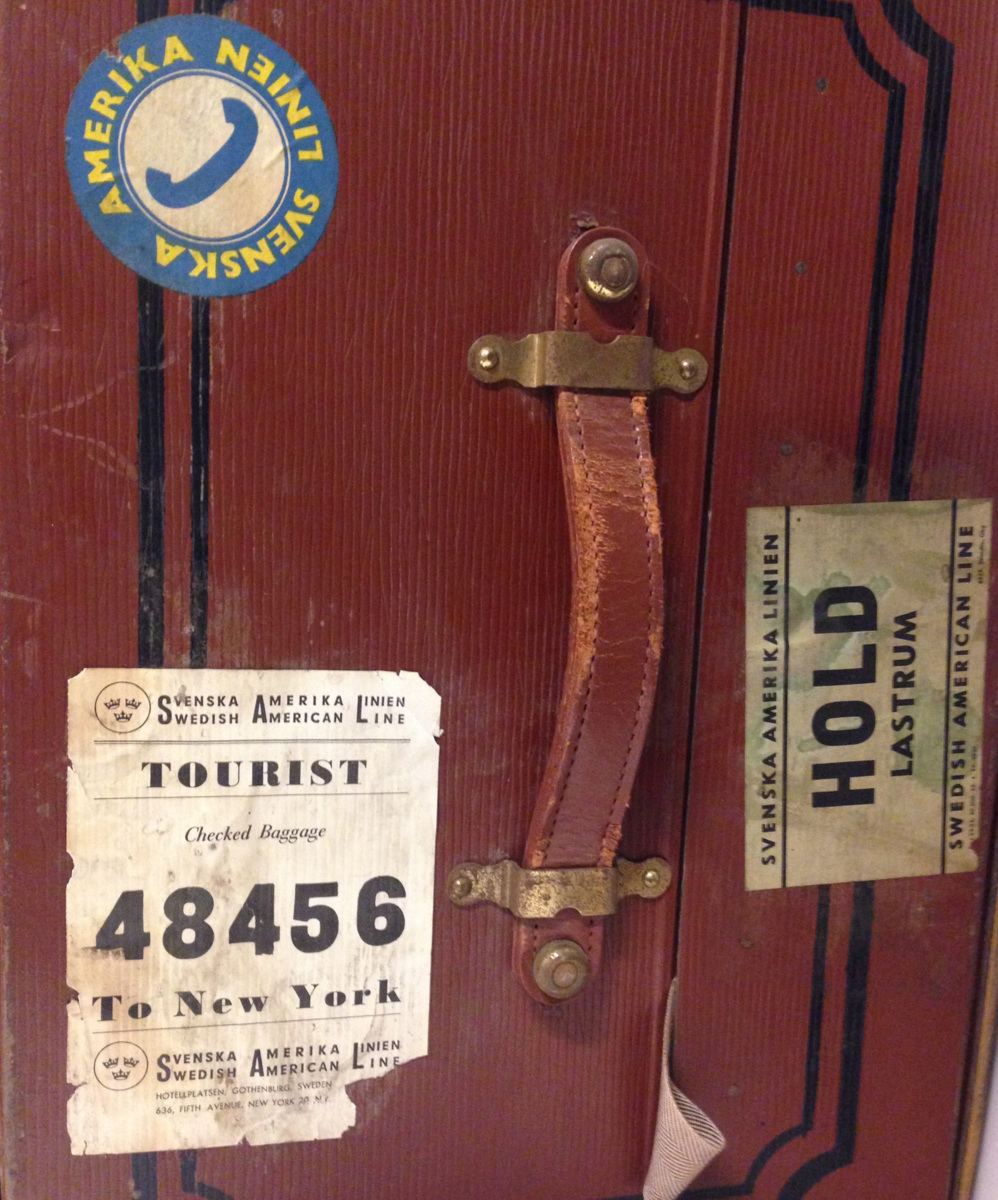 SVENSKA AMERIKA LINIEN
SVENSKA AMERIKA LINIEN
SWEDISH AMERICAN LINE
TOURIST
Checked Baggage
48456
To New York
SVENSKA AMERIKA LINIEN
SWEDISH AMERICAN LINE
HOTELLPLATSEN, GOTHENBURG, SWEDEN
636, FIFTH AVENUE, NEW YORK 20 N.Y.
SVENSKA AMERIKA LINIEN
HOLD
LASTRUM
SWEDISH AMERICAN LINE